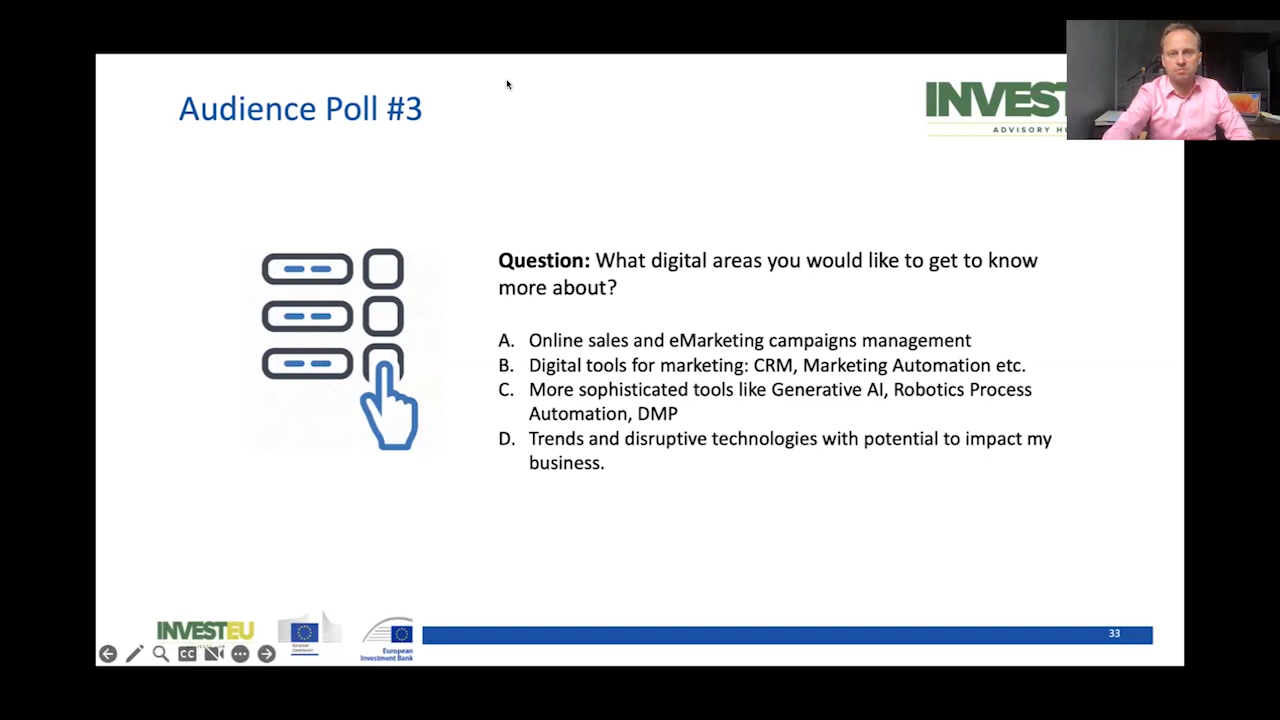 Audience Poll #3
INVEST
ADVISORY
Question: What digital areas you would like to get to know
more about?
A. Online sales and eMarketing campaigns management
B. Digital tools for marketing: CRM, Marketing Automation etc.
C. More sophisticated tools like Generative AI, Robotics Process
Automation, DMP
D. Trends and disruptive technologies with potential to impact my
business.
INVESTEU
European
Commission
European
Investment Bank
33
CC